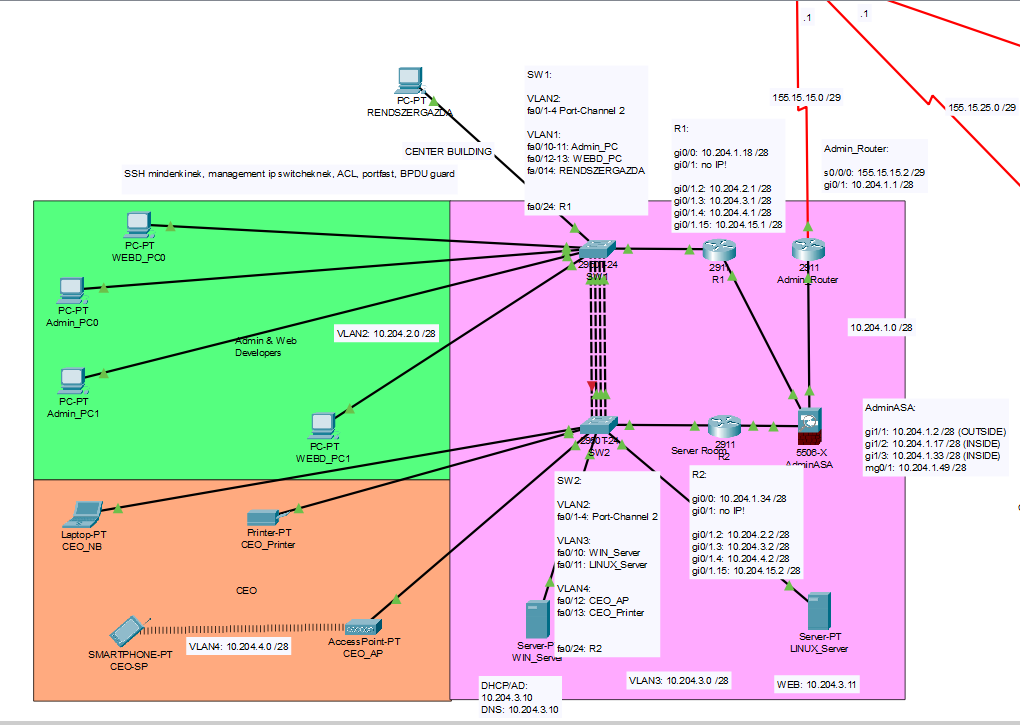 .1
.1
155.15.15.0 /29
155.15.25.0 /29
PC-PT
RENDSZERGAZDA
CENTER BUILDING
SSH mindenkinek, management ip switcheknek, ACL, portfast, BPDU guard
SW1:
VLAN2:
fa0/1-4 Port-Channel 2
VLAN1:
fa0/10-11: Admin_PC
fa0/12-13: WEBD_PC
fa/014: RENDSZERGAZDA
fa0/24: R1
R1:
gi0/0: 10.204.1.18 /28
gi0/1: no IP!
gi0/1.2: 10.204.2.1 /28
gi0/1.3: 10.204.3.1 /28
gi0/1.4: 10.204.4.1 /28
gi0/1.15: 10.204.15.1 /28
Admin_Router:
s0/0/0: 155.15.15.2 /29
gi0/1: 10.204.1.1 /28
PC-PT
WEBD_PC0
PC-PT
Admin_PC0
PC-PT
Admin_PC1
PC-PT
WEBD_PC1
Admin & Web
Developers
VLAN2: 10.204.2.0 /28
SW1
2911
R1
2911
Admin_Router
10.204.1.0 /28
SW2
2911
R2
Server Room
5506-X
AdminASA
AdminASA:
gi1/1: 10.204.1.2 /28 (OUTSIDE)
gi1/2: 10.204.1.17 /28 (INSIDE)
gi1/3: 10.204.1.33 /28 (INSIDE)
mg0/1: 10.204.1.49 /28
SW2:
VLAN2:
fa0/1-4: Port-Channel 2
VLAN3:
fa0/10: WIN_Server
fa0/11: LINUX_Server
VLAN4:
fa0/12: CEO_AP
fa0/13: CEO_Printer
fa0/24: R2
R2:
gi0/0: 10.204.1.34 /28
gi0/1: no IP!
gi0/1.2: 10.204.2.2 /28
gi0/1.3: 10.204.3.2 /28
gi0/1.4: 10.204.4.2 /28
gi0/1.15: 10.204.15.2 /28
Laptop-PT
CEO_NB
Printer-PT
CEO_Printer
CEO
SMARTPHONE-PT
CEO-SP
VLAN4: 10.204.4.0 /28
AccessPoint-PT
CEO_AP
Server-P
WIN_Server
Server-PT
LINUX_Server
DHCP/AD:
10.204.3.10
DNS: 10.204.3.10
VLAN3: 10.204.3.0 /28
WEB: 10.204.3.11